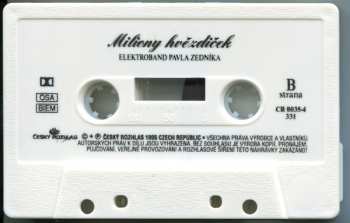 Miliony hvězdiček
ELEKTROBAND PAVLA ZEDNÍKA
B
strana
OSA
BIEM
CR 0035-4
331
ČESKÝ ROZHLAS
© + ℗ ČESKÝ ROZHLAS 1995 CZECH REPUBLIC • VŠECHNA PRÁVA VÝROBCE A VLASTNÍKŮ
AUTORSKÝCH PRÁV K DÍLU JSOU VYHRAZENA. BEZ SOUHLASU JE VÝROBA KOPIÍ, PRONÁJEM,
PŮJČOVÁNÍ, VEŘEJNÉ PROVOZOVÁNÍ A ROZHLASOVÉ ŠÍŘENÍ TÉTO NAHRÁVKY ZAKÁZÁNO!